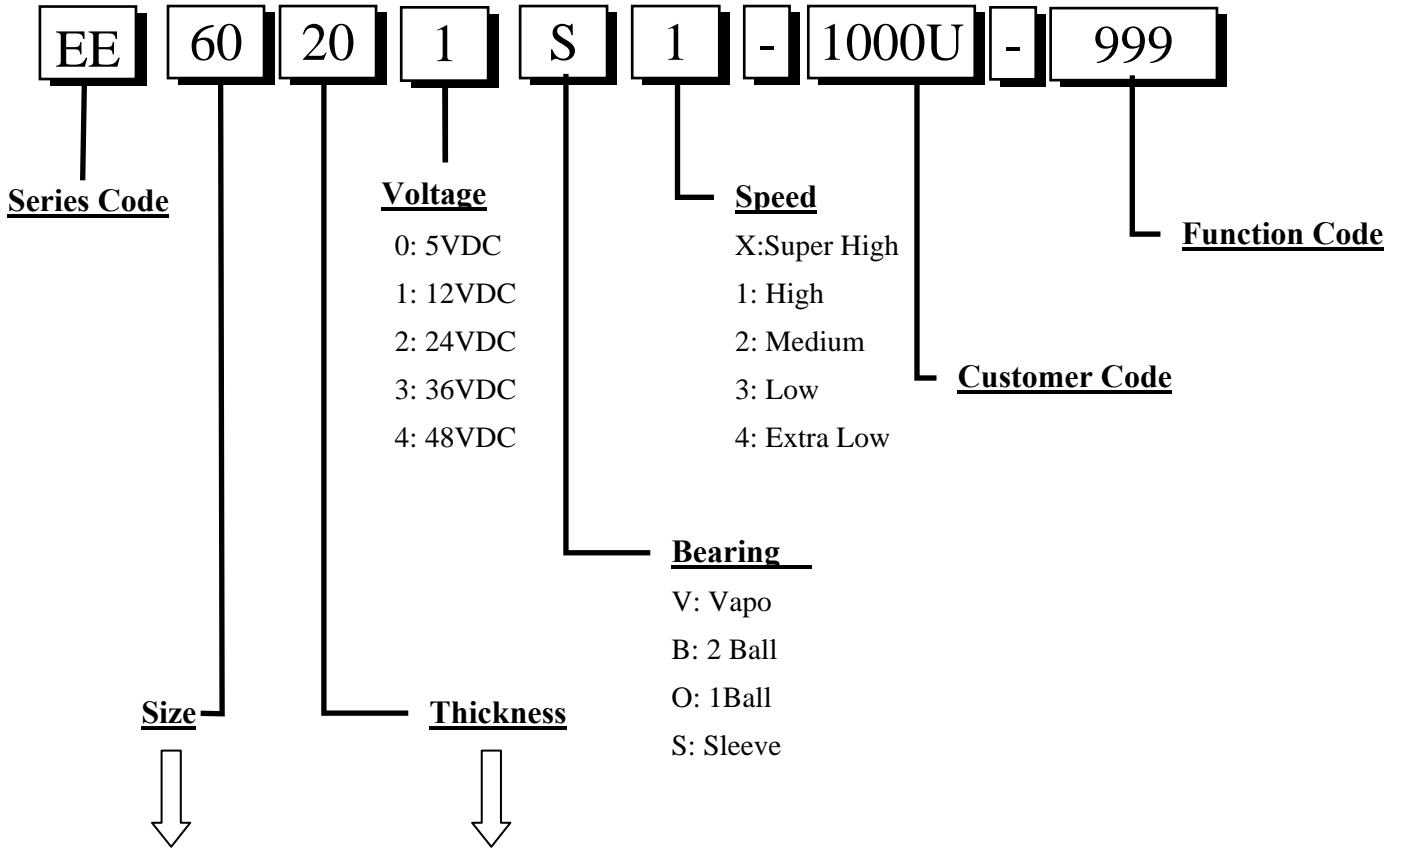 EE 60 20 1 S 1 - 1000U - 999
Series Code
Voltage
0: 5VDC
1: 12VDC
2: 24VDC
3: 36VDC
4: 48VDC
Speed
X:Super High
1: High
2: Medium
3: Low
4: Extra Low
Function Code
Customer Code
Bearing
V: Vapo
B: 2 Ball
O: 1Ball
S: Sleeve
Size
Thickness